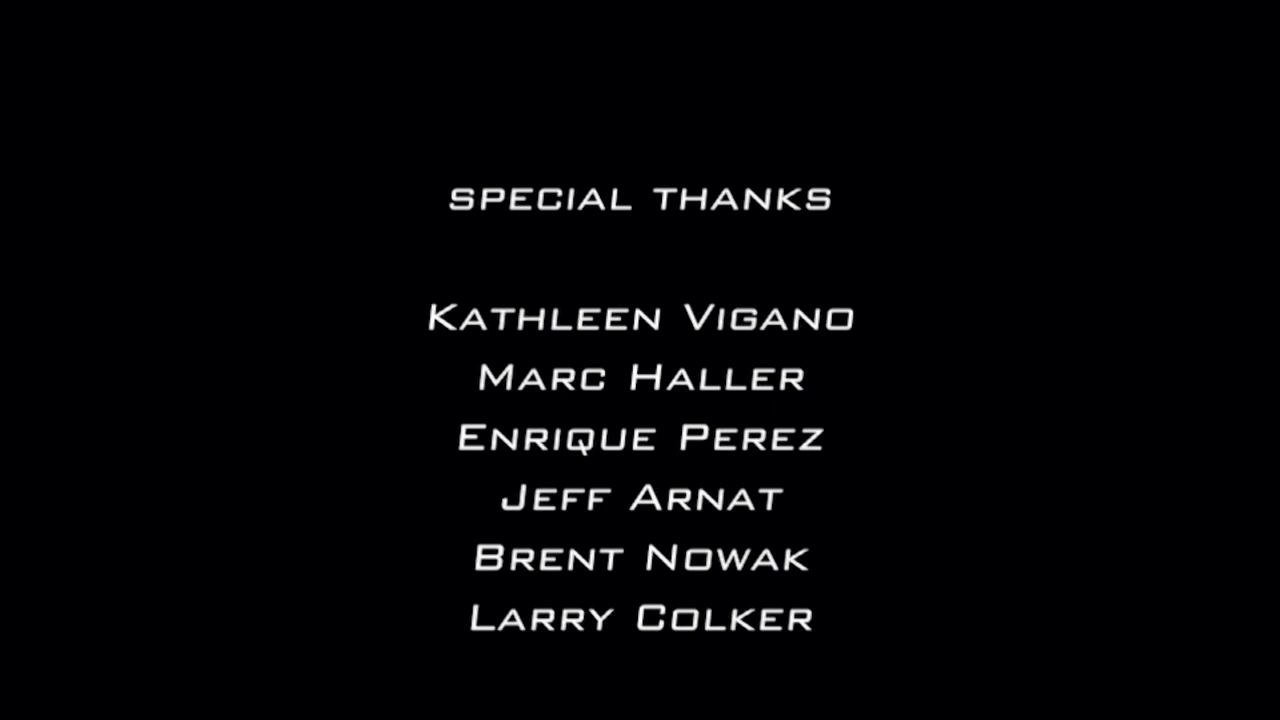 SPECIAL THANKS
KATHLEEN VIGANO
MARC HALLER
ENRIQUE PEREZ
JEFF ARNAT
BRENT NOWAK
LARRY COLKER